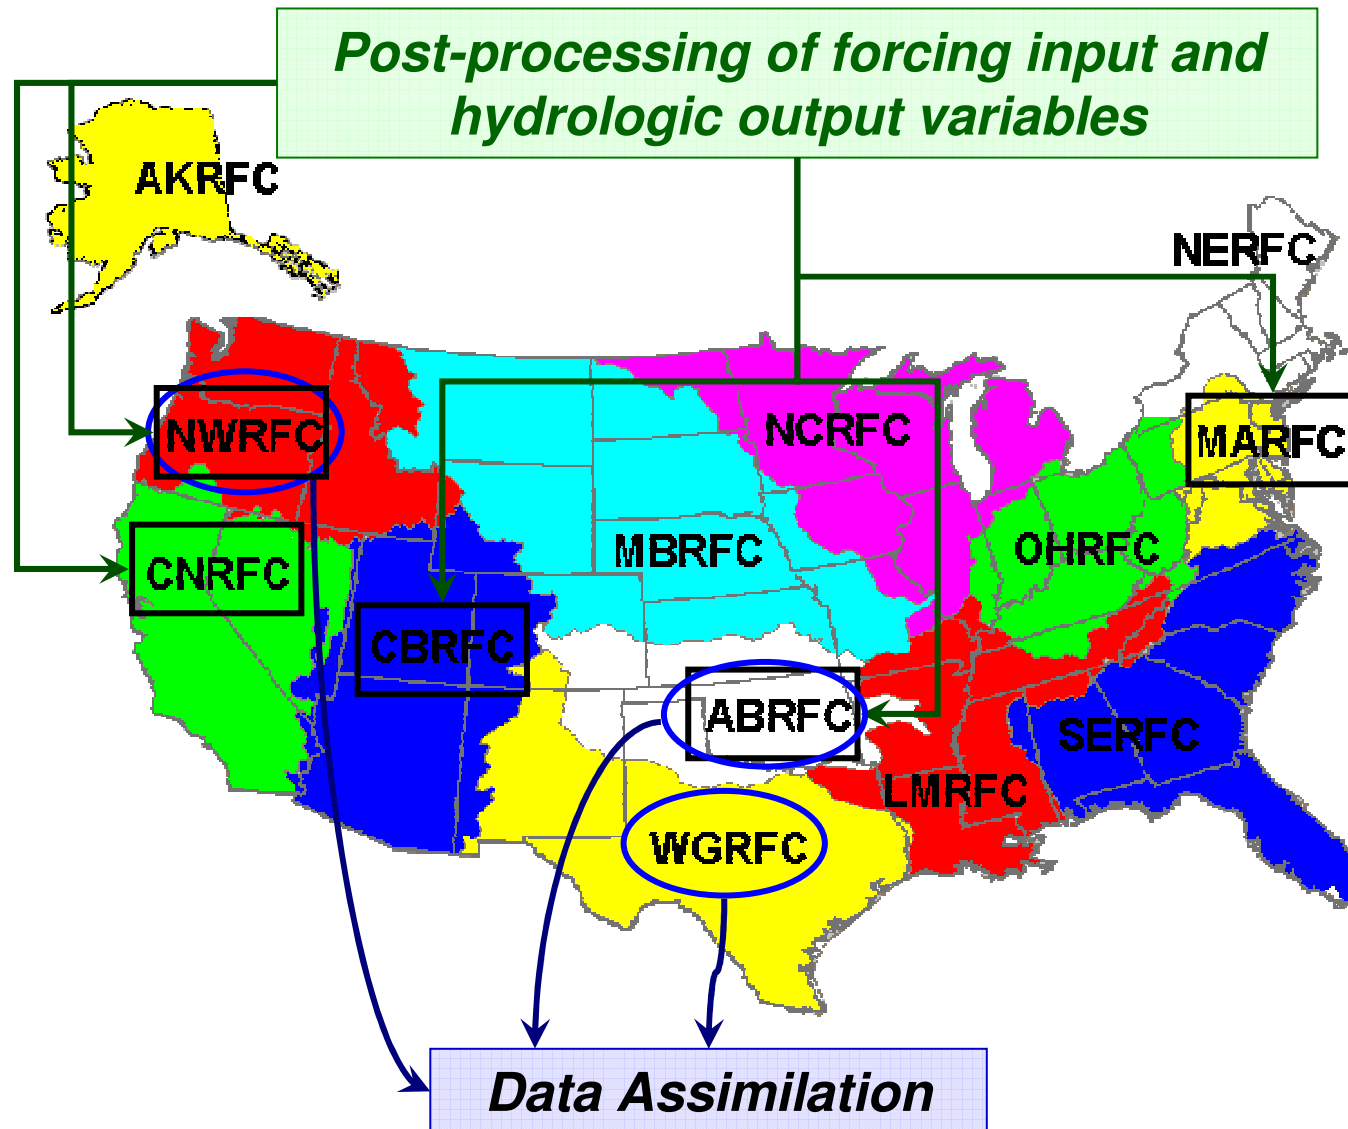 Post-processing of forcing input and
hydrologic output variables
AKRFC
NERFC
NWRFC
NCRFC
MARFC
MBRFC
OHRFC
CNRFC
CBRFC
ABRFC
SERFC
LMRFC
WGRFC
Data Assimilation